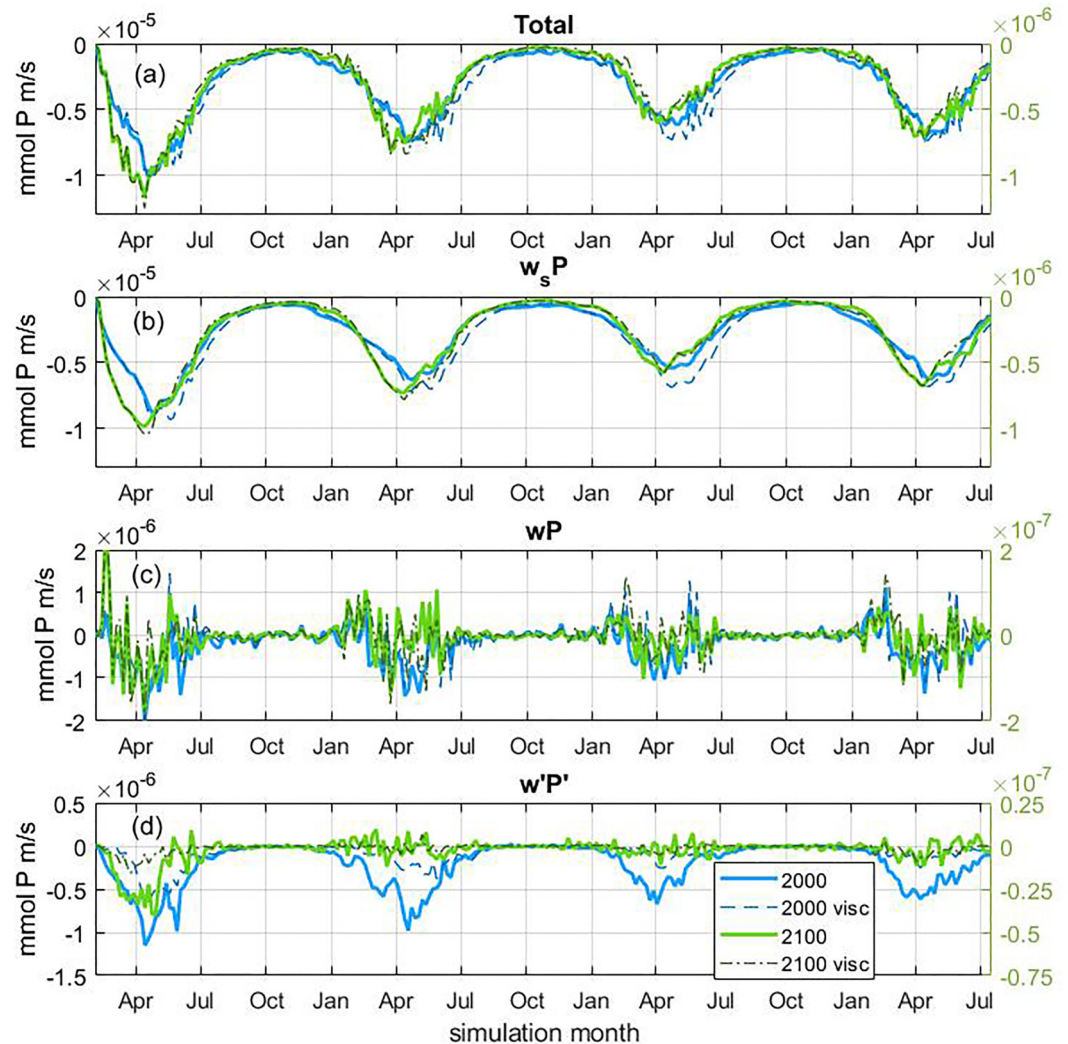 Total
×10⁻⁵ ×10⁻⁶
(a)
mmol P m/s
0 -0.5 -1
0 -0.5 -1
Apr Jul Oct Jan Apr Jul Oct Jan Apr Jul Oct Jan Apr Jul
wₛP
×10⁻⁵ ×10⁻⁶
(b)
mmol P m/s
0 -0.5 -1
0 -0.5 -1
Apr Jul Oct Jan Apr Jul Oct Jan Apr Jul Oct Jan Apr Jul
wP
×10⁻⁶ ×10⁻⁷
(c)
mmol P m/s
2 1 0 -1 -2
2 0 -2
Apr Jul Oct Jan Apr Jul Oct Jan Apr Jul Oct Jan Apr Jul
w'P'
×10⁻⁶ ×10⁻⁷
(d)
mmol P m/s
0.5 0 -0.5 -1 -1.5
0.25 0 -0.25 -0.5 -0.75
2000
2000 visc
2100
2100 visc
Apr Jul Oct Jan Apr Jul Oct Jan Apr Jul Oct Jan Apr Jul
simulation month